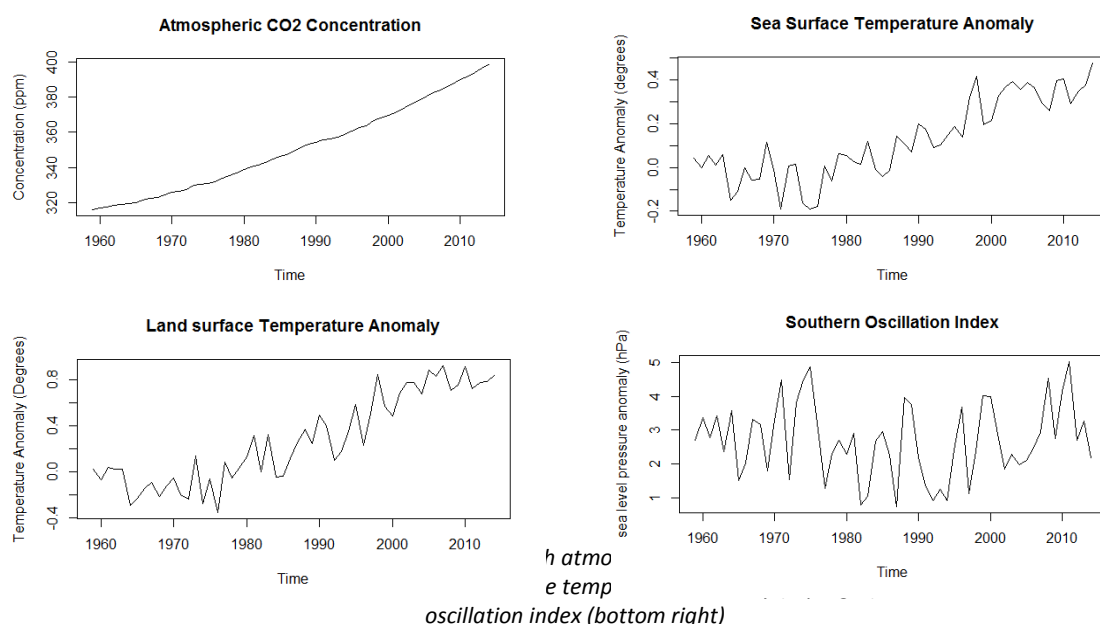 Atmospheric CO2 Concentration
Concentration (ppm)
400
380
360
340
320
1960 1970 1980 1990 2000 2010
Time
Sea Surface Temperature Anomaly
Temperature Anomaly (degrees)
0.4
0.2
0.0
-0.2
1960 1970 1980 1990 2000 2010
Time
Land surface Temperature Anomaly
Temperature Anomaly (Degrees)
0.8
0.4
0.0
-0.4
1960 1970 1980 1990 2000 2010
Time
Southern Oscillation Index
sea level pressure anomaly (hPa)
5
4
3
2
1
1960 1970 1980 1990 2000 2010
Time
h atmo
e temp
oscillation index (bottom right)